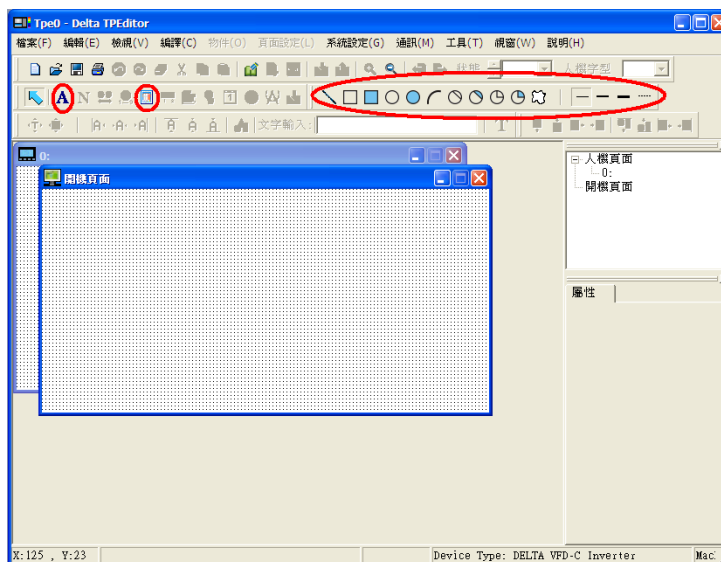 Tpe0 - Delta TPEditor
檔案(F) 編輯(E) 檢視(V) 編譯(C) 物件(O) 頁面設定(L) 系統設定(G) 通訊(M) 工具(T) 視窗(W) 說明(H)
狀態 人機字型
A N
文字輸入:
0:
開機頁面
人機頁面
0:
開機頁面
屬性
X:125 , Y:23 Device Type: DELTA VFD-C Inverter Mac